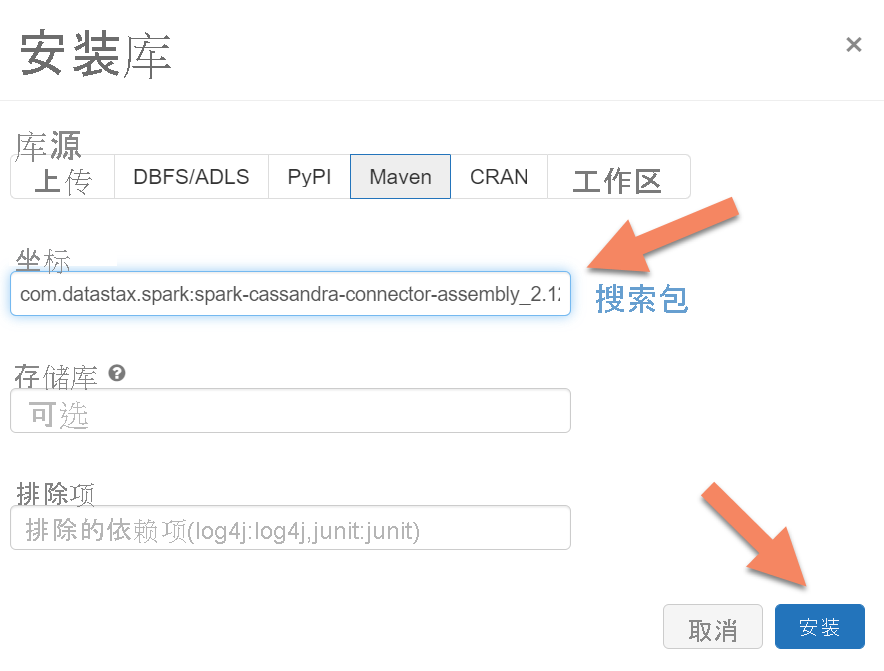 安装库
×
库源
上传 DBFS/ADLS PyPI Maven CRAN 工作区
坐标
com.datastax.spark:spark-cassandra-connector-assembly_2.12
搜索包
存储库 ?
可选
排除项
排除的依赖项(log4j:log4j,junit:junit)
取消 安装